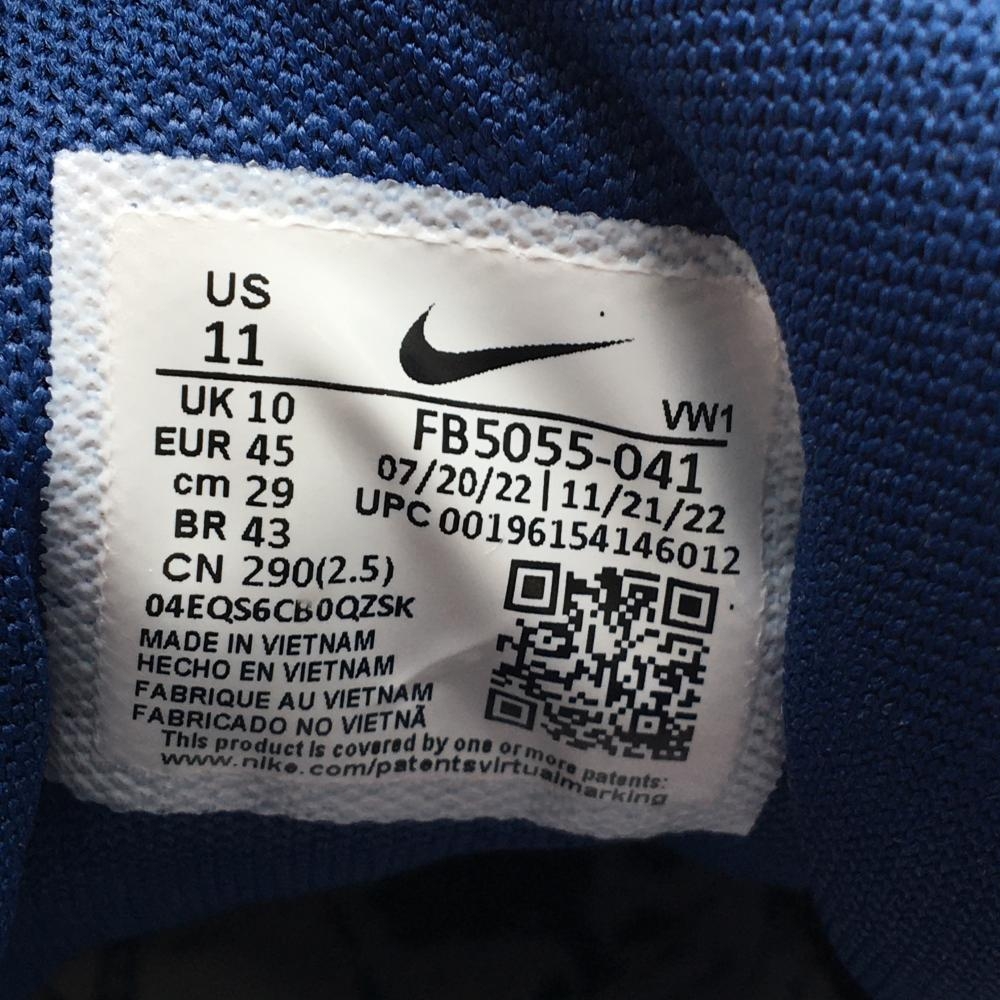 US
11
UK 10
EUR 45
cm 29
BR 43
CN 290(2.5)
VW1
FB5055-041
07/20/22 | 11/21/22
UPC 00196154146012
04EQS6CB0QZSK
MADE IN VIETNAM
HECHO EN VIETNAM
FABRIQUE AU VIETNAM
FABRICADO NO VIETNÃ
This product is covered by one or more patents:
www.nike.com/patentsvirtualmarking